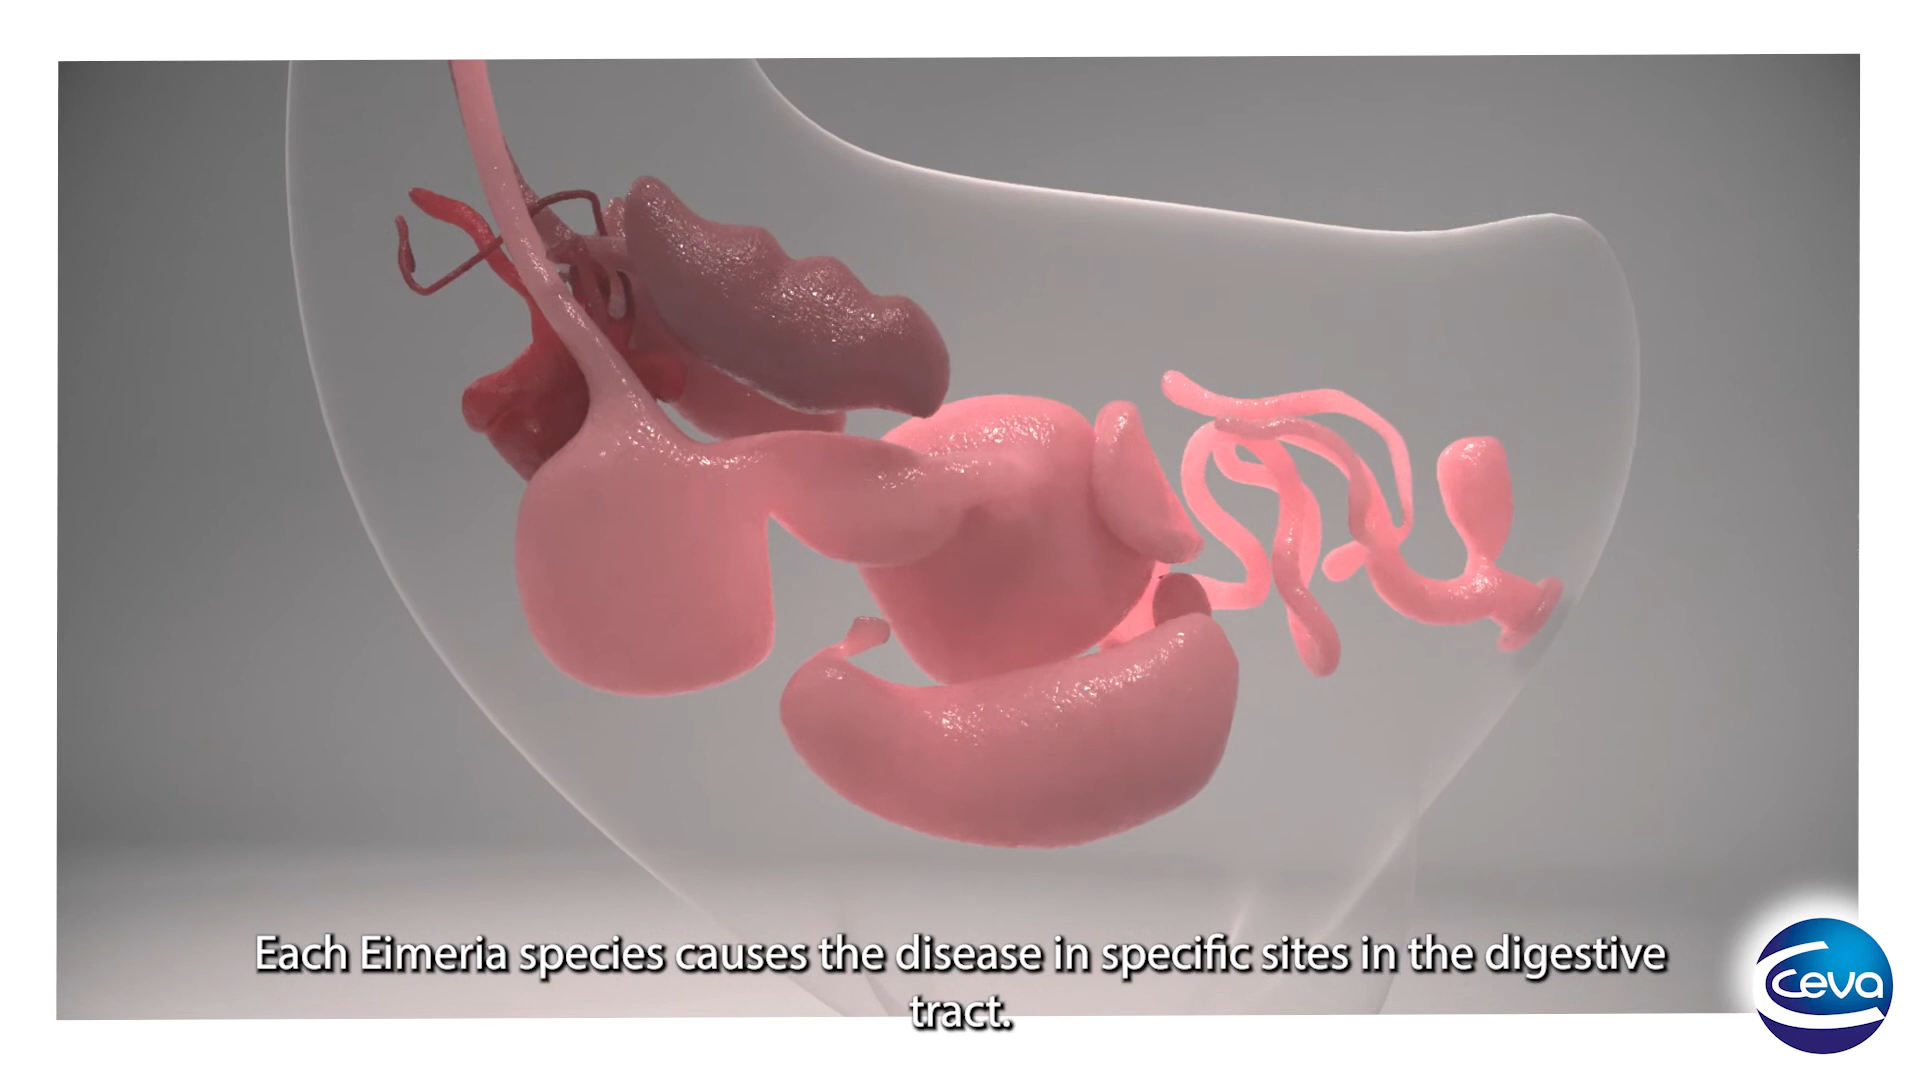 Each Eimeria species causes the disease in specific sites in the digestive
tract.
Ceva